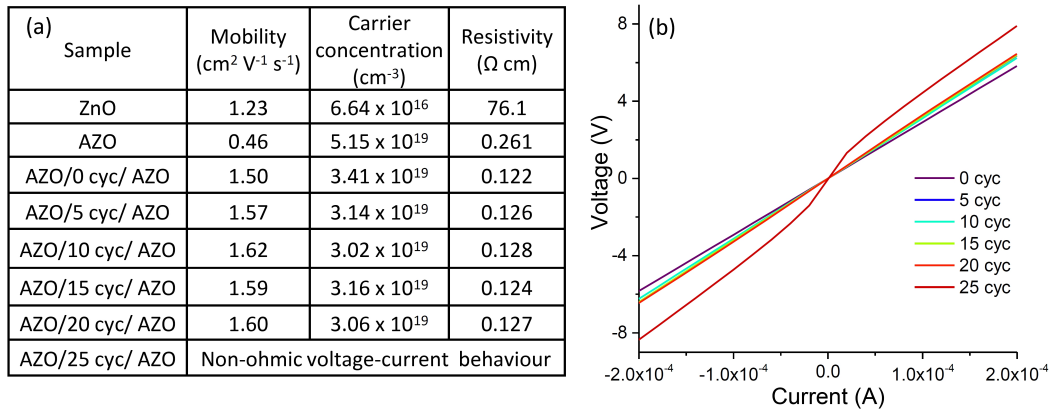 (a)
Sample
Mobility
(cm² V⁻¹ s⁻¹)
Carrier
concentration
(cm⁻³)
Resistivity
(Ω cm)
ZnO 1.23 6.64 x 10¹⁶ 76.1
AZO 0.46 5.15 x 10¹⁹ 0.261
AZO/0 cyc/ AZO 1.50 3.41 x 10¹⁹ 0.122
AZO/5 cyc/ AZO 1.57 3.14 x 10¹⁹ 0.126
AZO/10 cyc/ AZO 1.62 3.02 x 10¹⁹ 0.128
AZO/15 cyc/ AZO 1.59 3.16 x 10¹⁹ 0.124
AZO/20 cyc/ AZO 1.60 3.06 x 10¹⁹ 0.127
AZO/25 cyc/ AZO Non-ohmic voltage-current behaviour
(b)
Voltage (V)
8
4
0
-4
-8
0 cyc
5 cyc
10 cyc
15 cyc
20 cyc
25 cyc
-2.0x10⁻⁴ -1.0x10⁻⁴ 0.0 1.0x10⁻⁴ 2.0x10⁻⁴
Current (A)